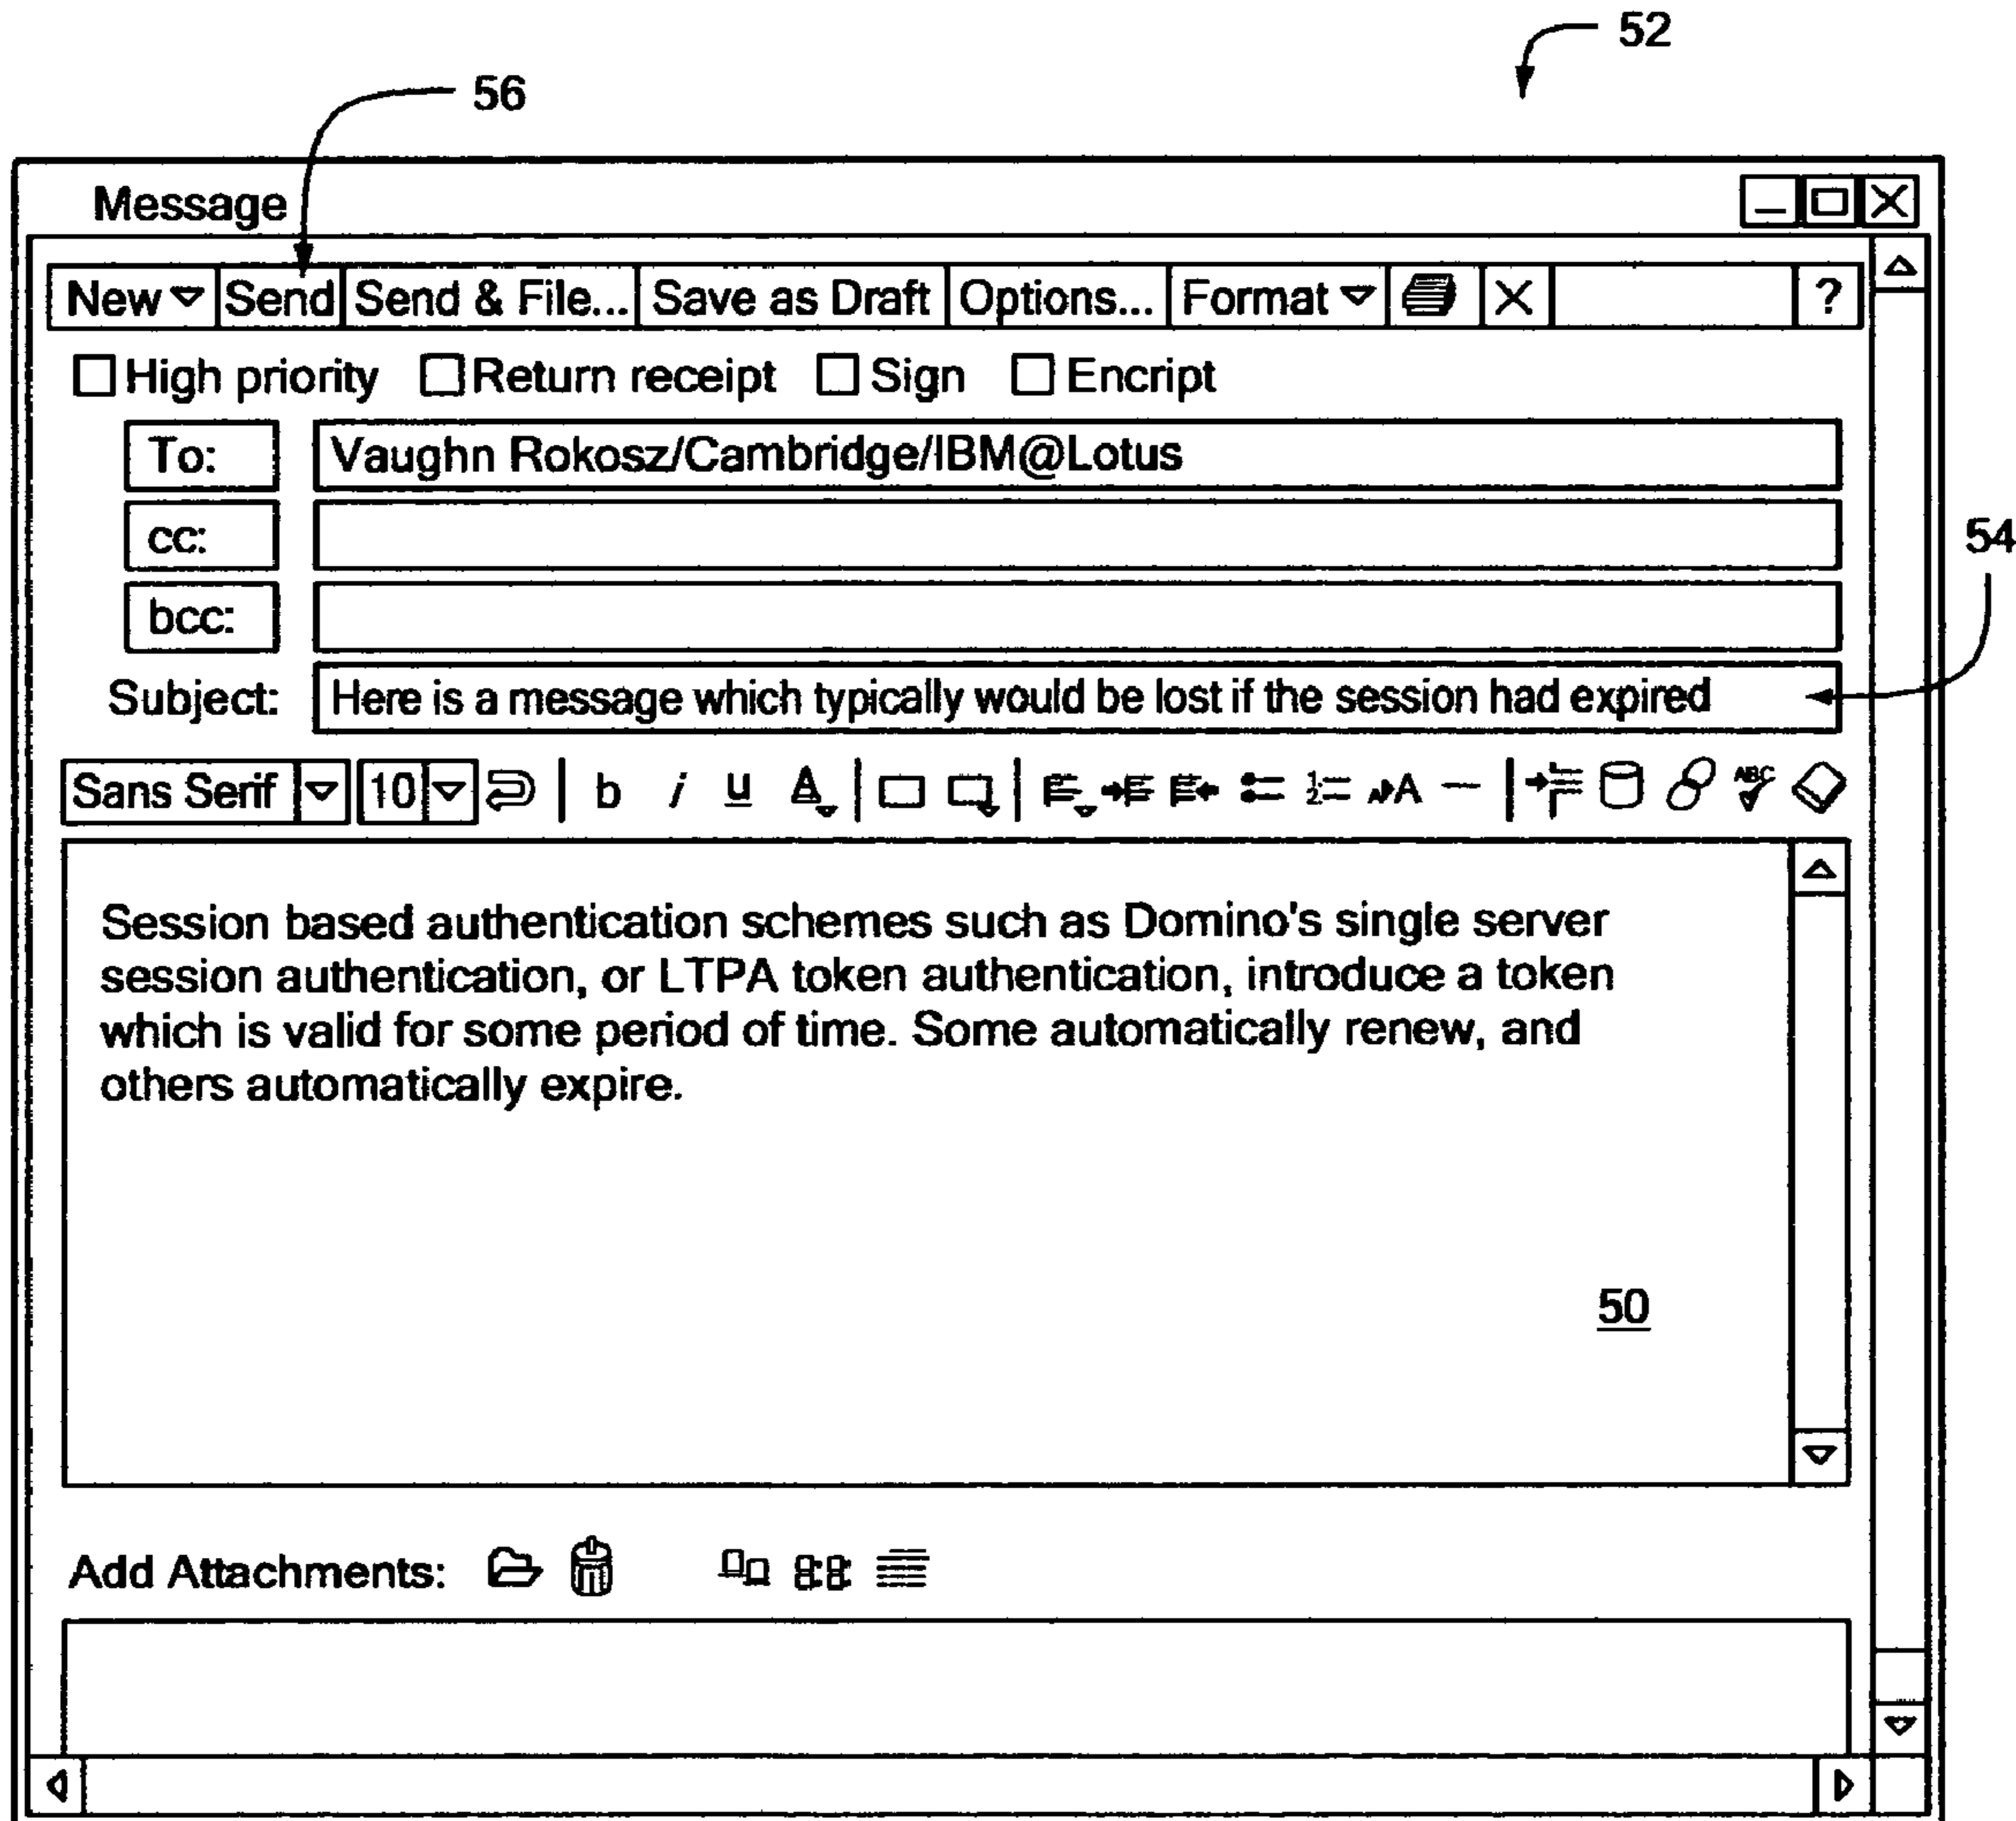 52
56
Message
New Send Send & File... Save as Draft Options... Format ?
High priority Return receipt Sign Encript
To: Vaughn Rokosz/Cambridge/IBM@Lotus
cc:
54
bcc:
Subject: Here is a message which typically would be lost if the session had expired
Sans Serif 10 b i u A 1 2 A ABC
Session based authentication schemes such as Domino's single server
session authentication, or LTPA token authentication, introduce a token
which is valid for some period of time. Some automatically renew, and
others automatically expire.
50
Add Attachments: